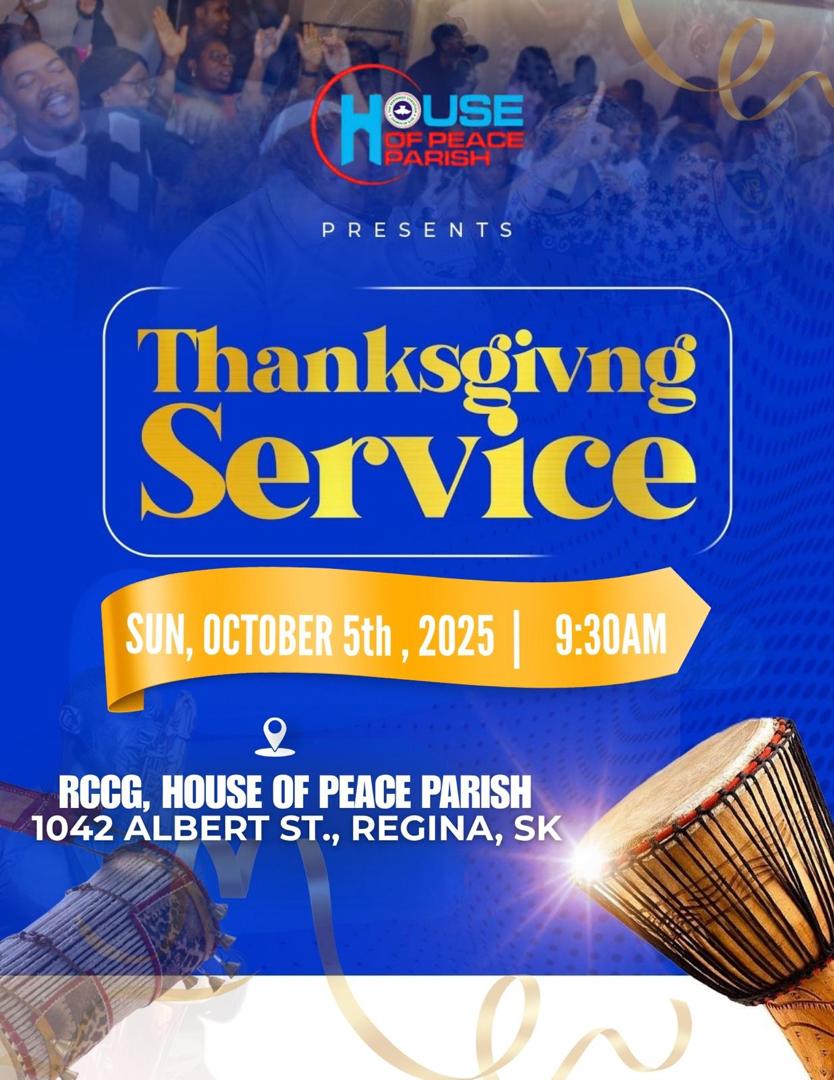 HOUSE
OF PEACE
PARISH
PRESENTS
Thanksgivng
Service
SUN, OCTOBER 5th , 2025 | 9:30AM
RCCG, HOUSE OF PEACE PARISH
1042 ALBERT ST., REGINA, SK